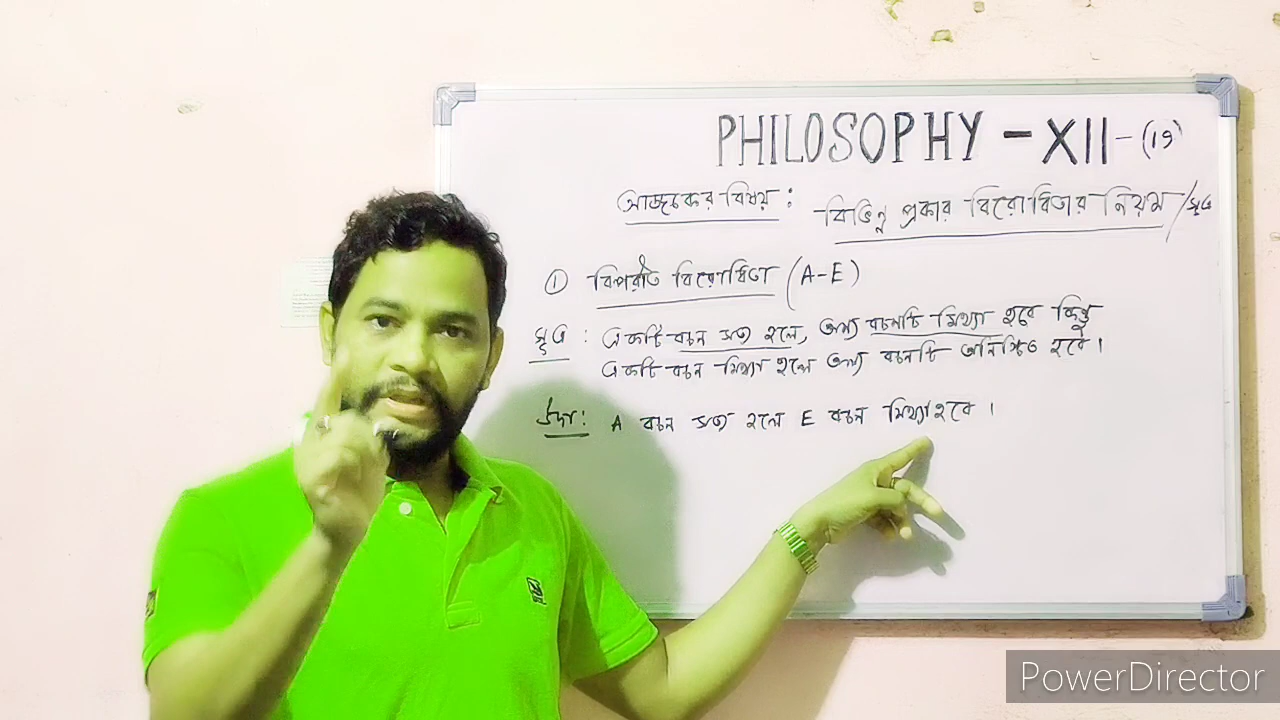 PHILOSOPHY - XII - (19)
আজকের বিষয় : বিভিন্ন প্রকার বিরোধিতার নিয়ম / সূত্র
① বিপরীত বিরোধিতা (A-E)
সূত্র : একটি বচন সত্য হলে, অন্য বচনটি মিথ্যা হবে কিন্তু
একটি বচন মিথ্যা হলে অন্য বচনটি অনিশ্চিত হবে ।
উদা: A বচন সত্য হলে E বচন মিথ্যা হবে ।
PowerDirector